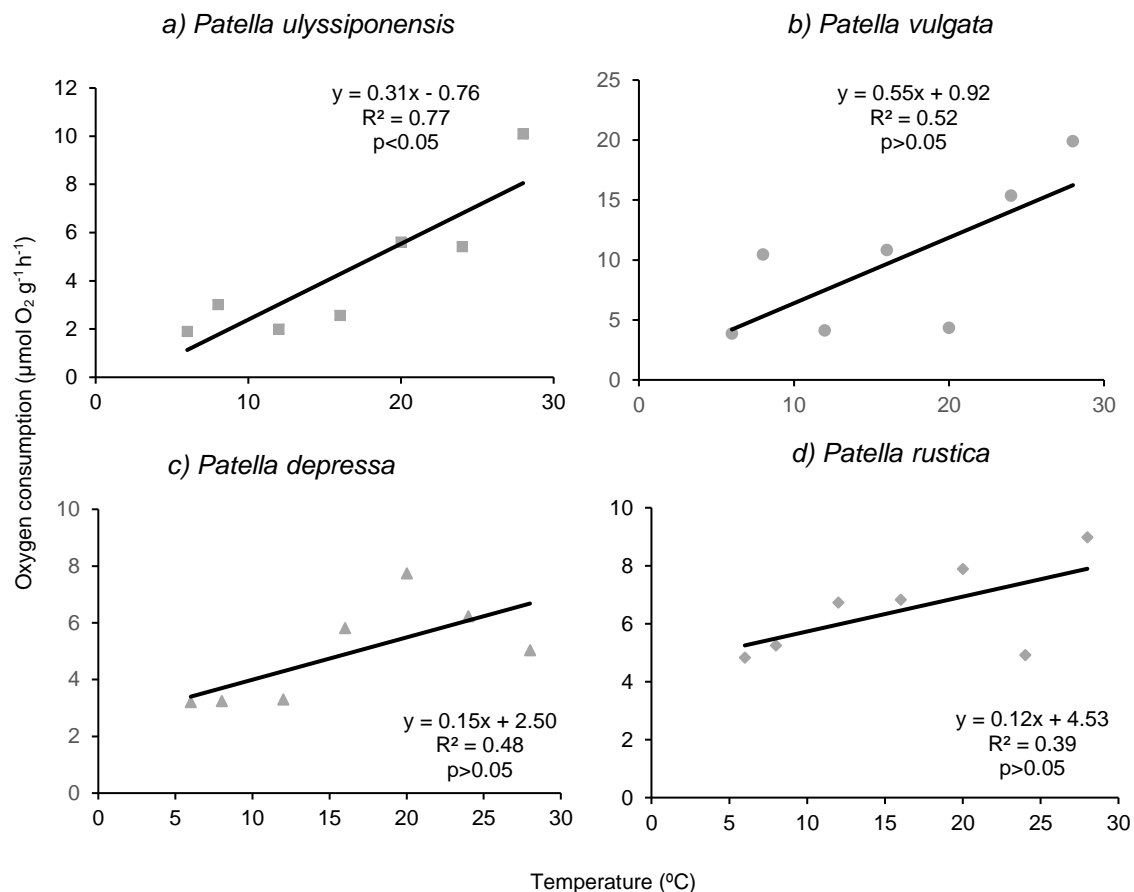 a) Patella ulyssiponensis
b) Patella vulgata
y = 0.31x - 0.76
R² = 0.77
p<0.05
12
10
8
6
4
2
0
0
10
20
30
y = 0.55x + 0.92
R² = 0.52
p>0.05
25
20
15
10
5
0
0
10
20
30
Oxygen consumption (µmol O₂ g⁻¹ h⁻¹)
c) Patella depressa
d) Patella rustica
10
8
6
4
2
0
y = 0.15x + 2.50
R² = 0.48
p>0.05
0
5
10
15
20
25
30
10
8
6
4
2
0
y = 0.12x + 4.53
R² = 0.39
p>0.05
0
5
10
15
20
25
30
Temperature (ºC)